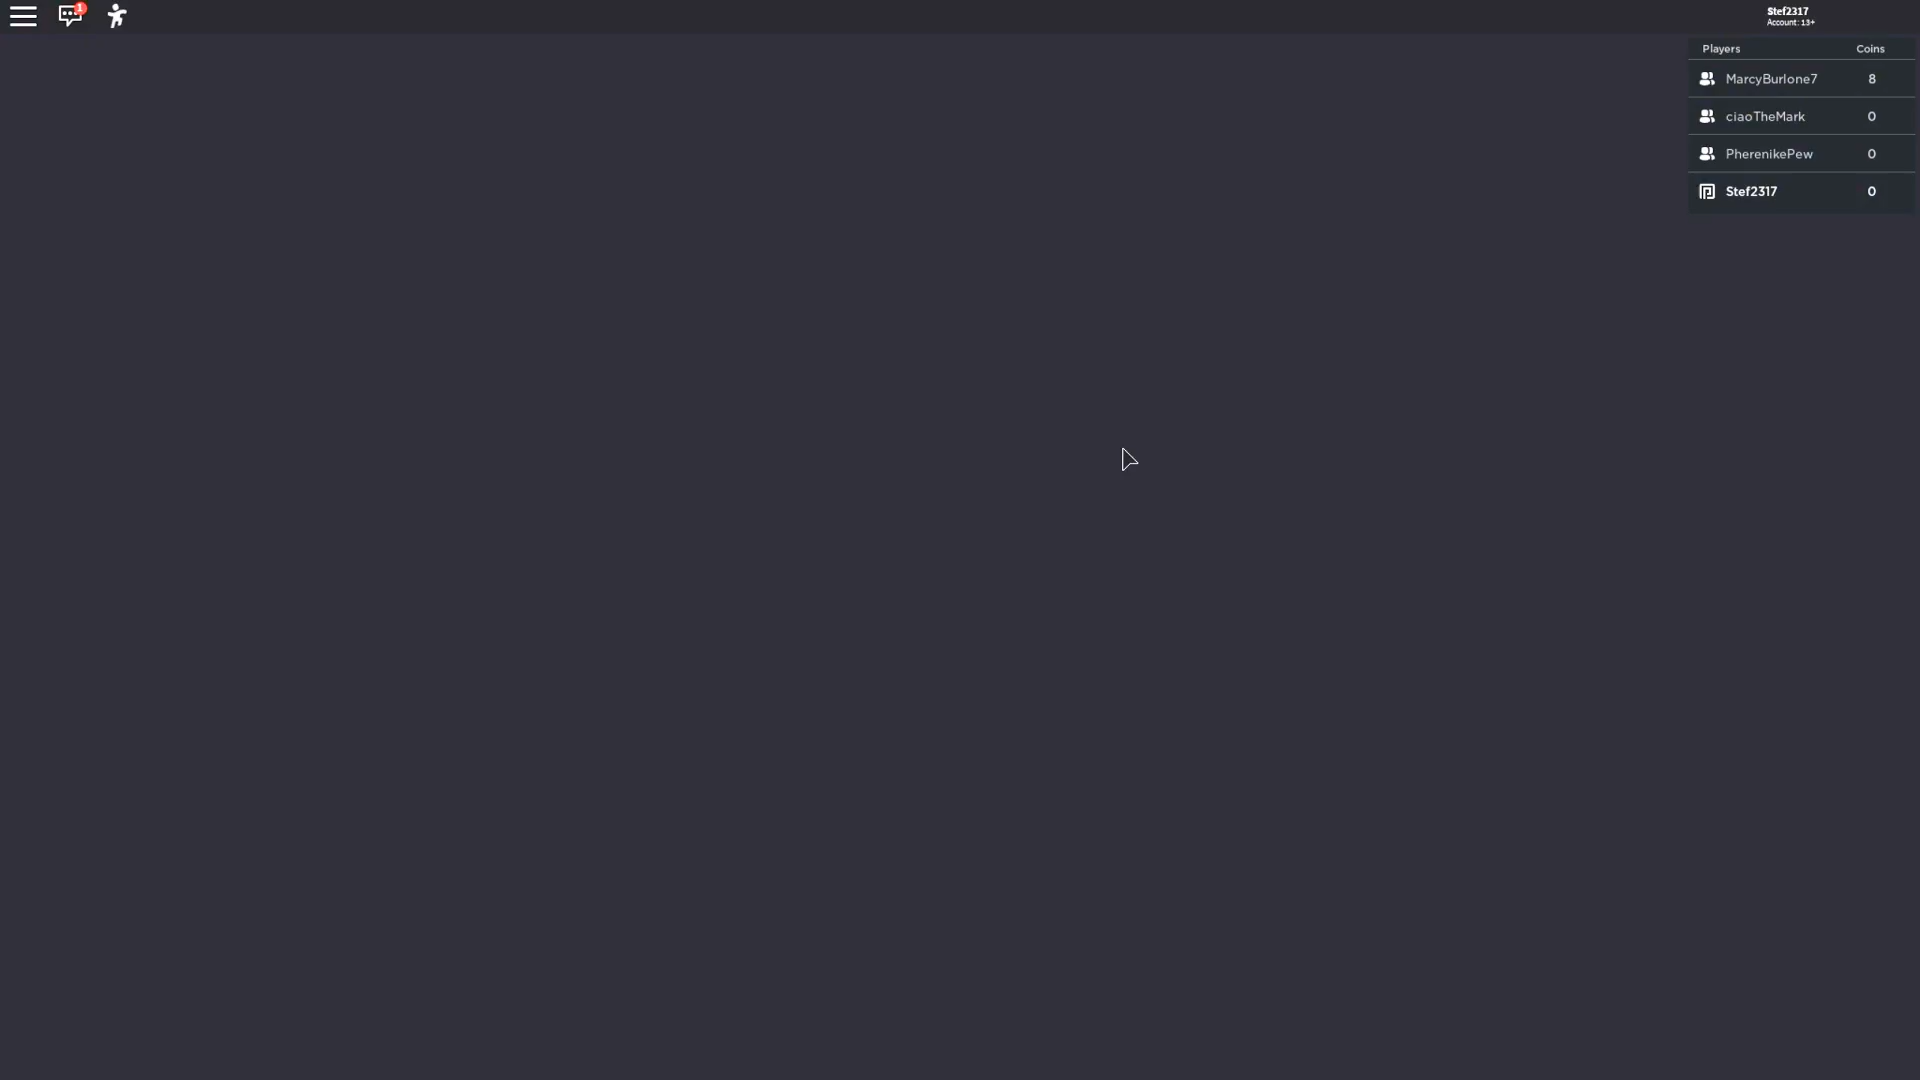 1
Stef2317
Account: 13+
Players Coins
MarcyBurlone7 8
ciaoTheMark 0
PherenikePew 0
Stef2317 0